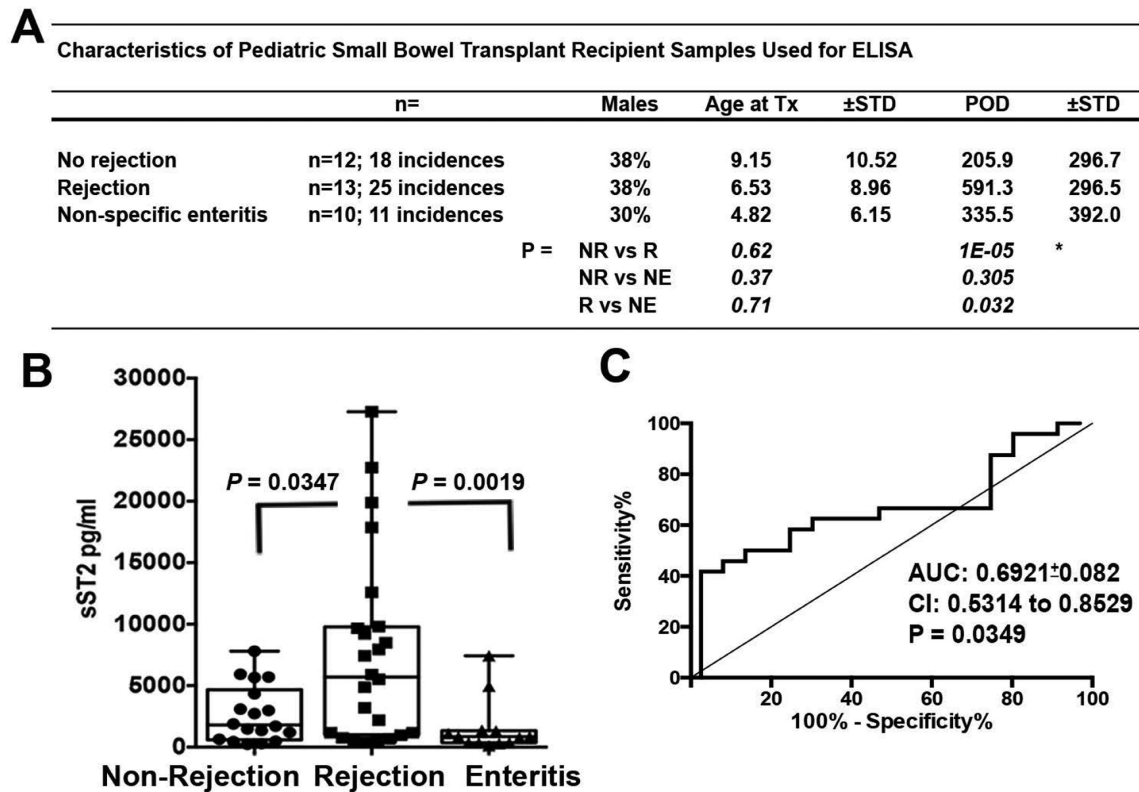 A
Characteristics of Pediatric Small Bowel Transplant Recipient Samples Used for ELISA
n= Males Age at Tx ±STD POD ±STD
No rejection n=12; 18 incidences 38% 9.15 10.52 205.9 296.7
Rejection n=13; 25 incidences 38% 6.53 8.96 591.3 296.5
Non-specific enteritis n=10; 11 incidences 30% 4.82 6.15 335.5 392.0
P = NR vs R 0.62 1E-05 *
NR vs NE 0.37 0.305
R vs NE 0.71 0.032
B
sST2 pg/ml
30000
25000
20000
15000
10000
5000
0
P = 0.0347 P = 0.0019
Non-Rejection Rejection Enteritis
C
Sensitivity%
100
80
60
40
20
0
AUC: 0.6921±0.082
CI: 0.5314 to 0.8529
P = 0.0349
20 40 60 80 100
100% - Specificity%